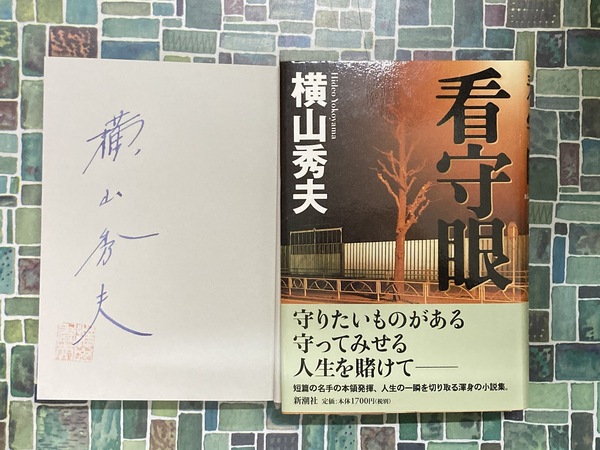 横山秀夫
看守眼
横山秀夫
Hideo Yokoyama
守りたいものがある
守ってみせる
人生を賭けて——
短篇の名手の本領発揮、人生の一瞬を切り取る渾身の小説集。
新潮社 定価:本体1700円(税別)